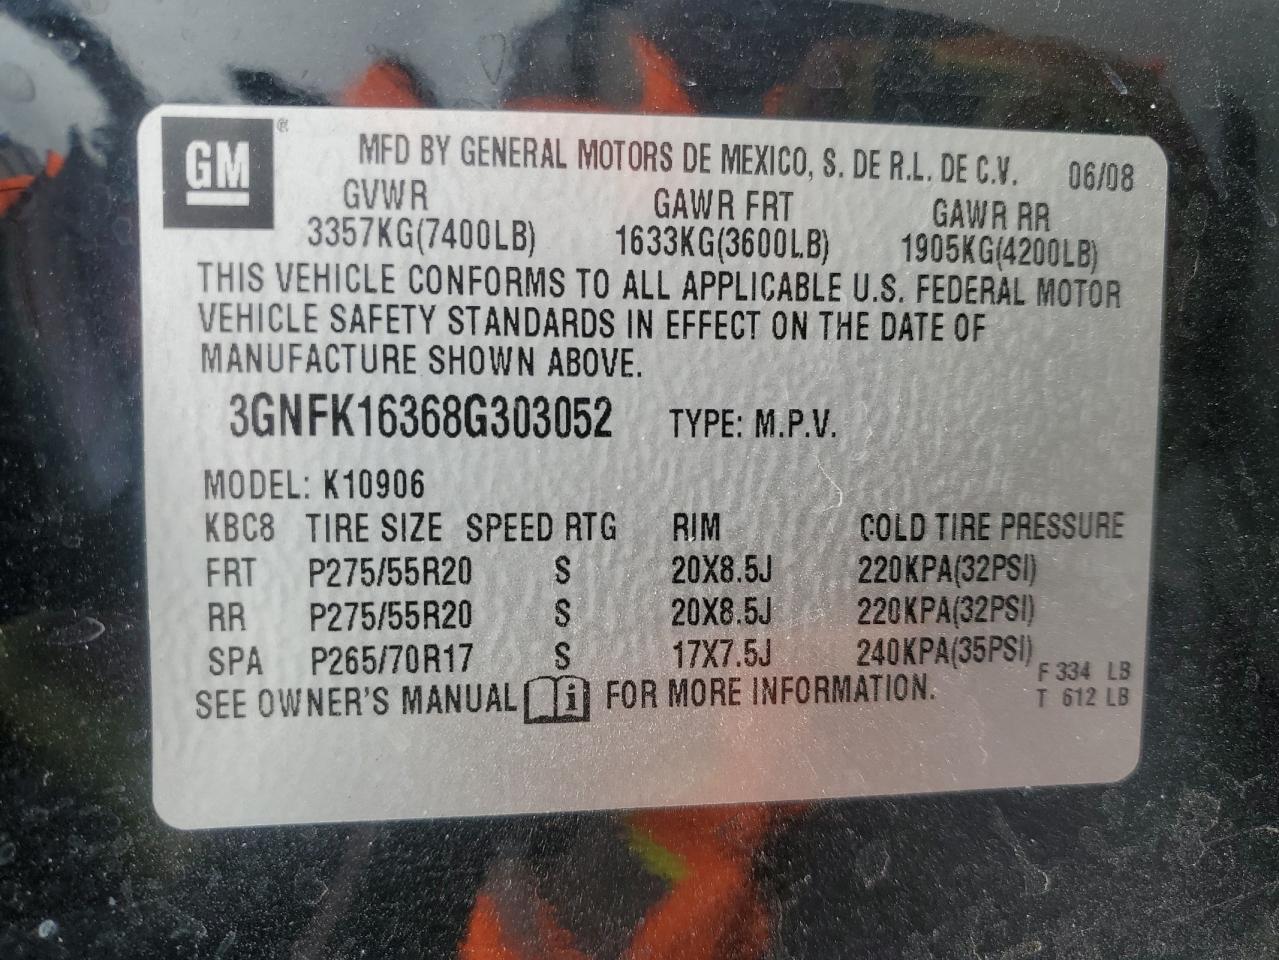 GM®
MFD BY GENERAL MOTORS DE MEXICO, S. DE R.L. DE C.V. 06/08
GVWR GAWR FRT GAWR RR
3357KG(7400LB) 1633KG(3600LB) 1905KG(4200LB)
THIS VEHICLE CONFORMS TO ALL APPLICABLE U.S. FEDERAL MOTOR
VEHICLE SAFETY STANDARDS IN EFFECT ON THE DATE OF
MANUFACTURE SHOWN ABOVE.
3GNFK16368G303052 TYPE: M.P.V.
MODEL: K10906
KBC8 TIRE SIZE SPEED RTG RIM COLD TIRE PRESSURE
FRT P275/55R20 S 20X8.5J 220KPA(32PSI)
RR P275/55R20 S 20X8.5J 220KPA(32PSI)
SPA P265/70R17 S 17X7.5J 240KPA(35PSI)
F 334 LB
SEE OWNER'S MANUAL i FOR MORE INFORMATION.
T 612 LB